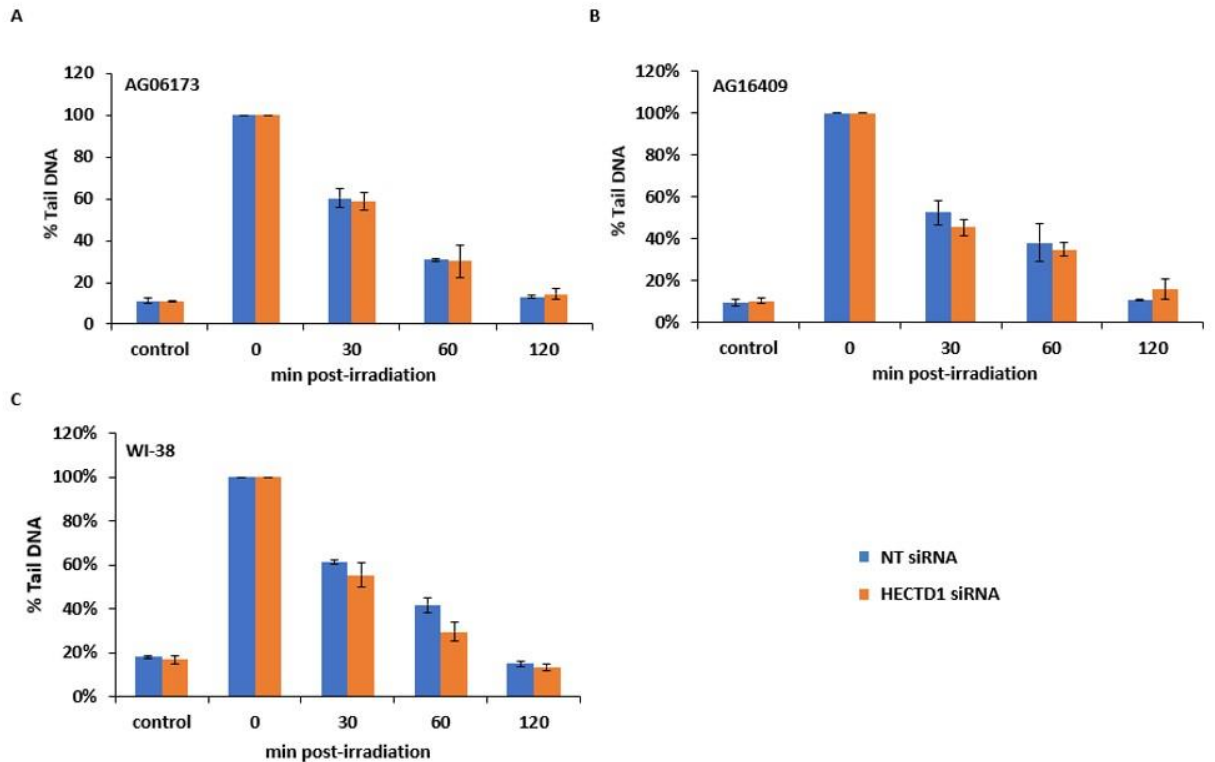 A
AG06173
120
100
80
60
40
20
0
% Tail DNA
control 0 30 60 120
min post-irradiation
B
AG16409
120%
100%
80%
60%
40%
20%
0%
% Tail DNA
control 0 30 60 120
min post-irradiation
C
WI-38
120%
100%
80%
60%
40%
20%
0%
% Tail DNA
control 0 30 60 120
min post-irradiation
NT siRNA
HECTD1 siRNA